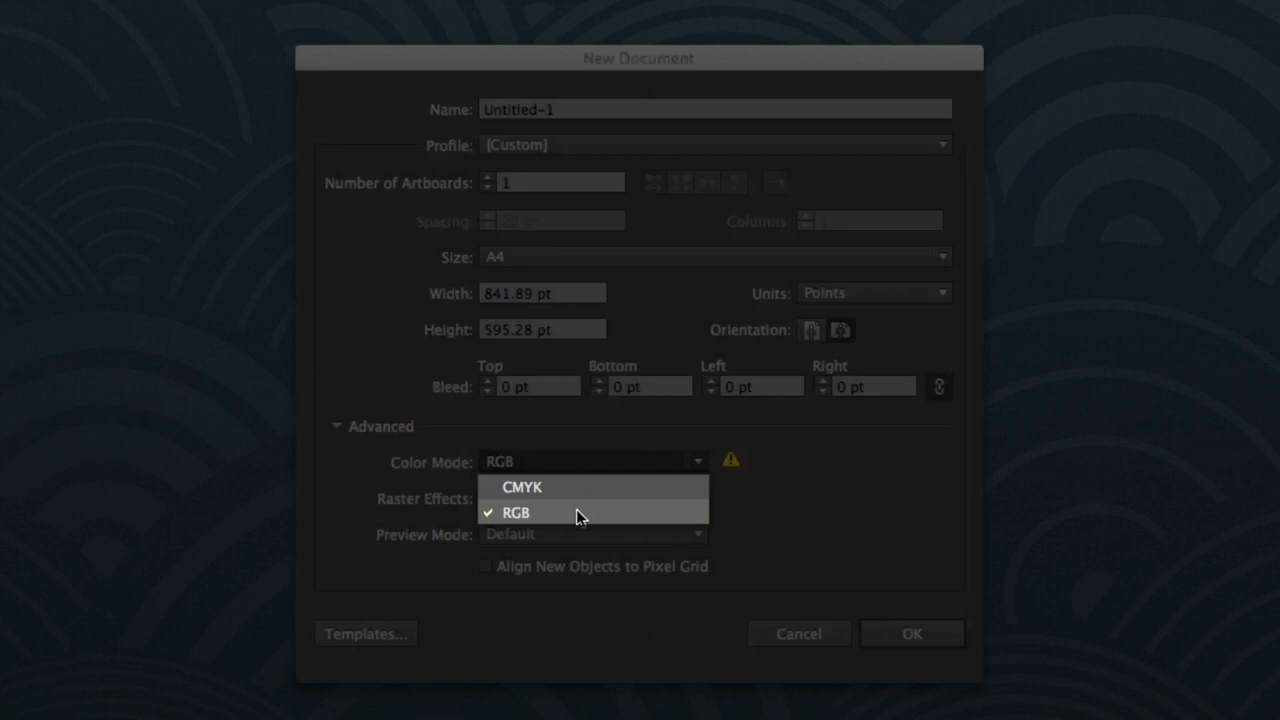 New Document
Name: Untitled-1
Profile: [Custom]
Number of Artboards: 1
Spacing: Columns:
Size: A4
Width: 841.89 pt Units: Points
Height: 595.28 pt Orientation:
Top Bottom Left Right
Bleed: 0 pt 0 pt 0 pt 0 pt
Advanced
Color Mode: RGB
CMYK
Raster Effects:
RGB
Preview Mode: Default
Align New Objects to Pixel Grid
Templates... Cancel OK